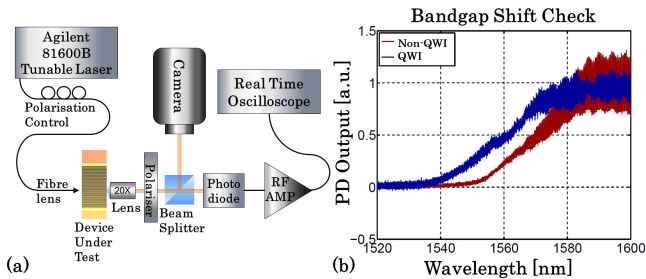 Agilent
81600B
Tunable Laser
Polarisation
Control
Fibre
lens
Device
Under
Test
20X
Lens
Polariser
Camera
Beam
Splitter
Photo
diode
RF
AMP
Real Time
Oscilloscope
(a)
Bandgap Shift Check
Non-QWI
QWI
PD Output [a.u.]
1.5
1
0.5
0
−0.5
1520
1540
1560
1580
1600
Wavelength [nm]
(b)